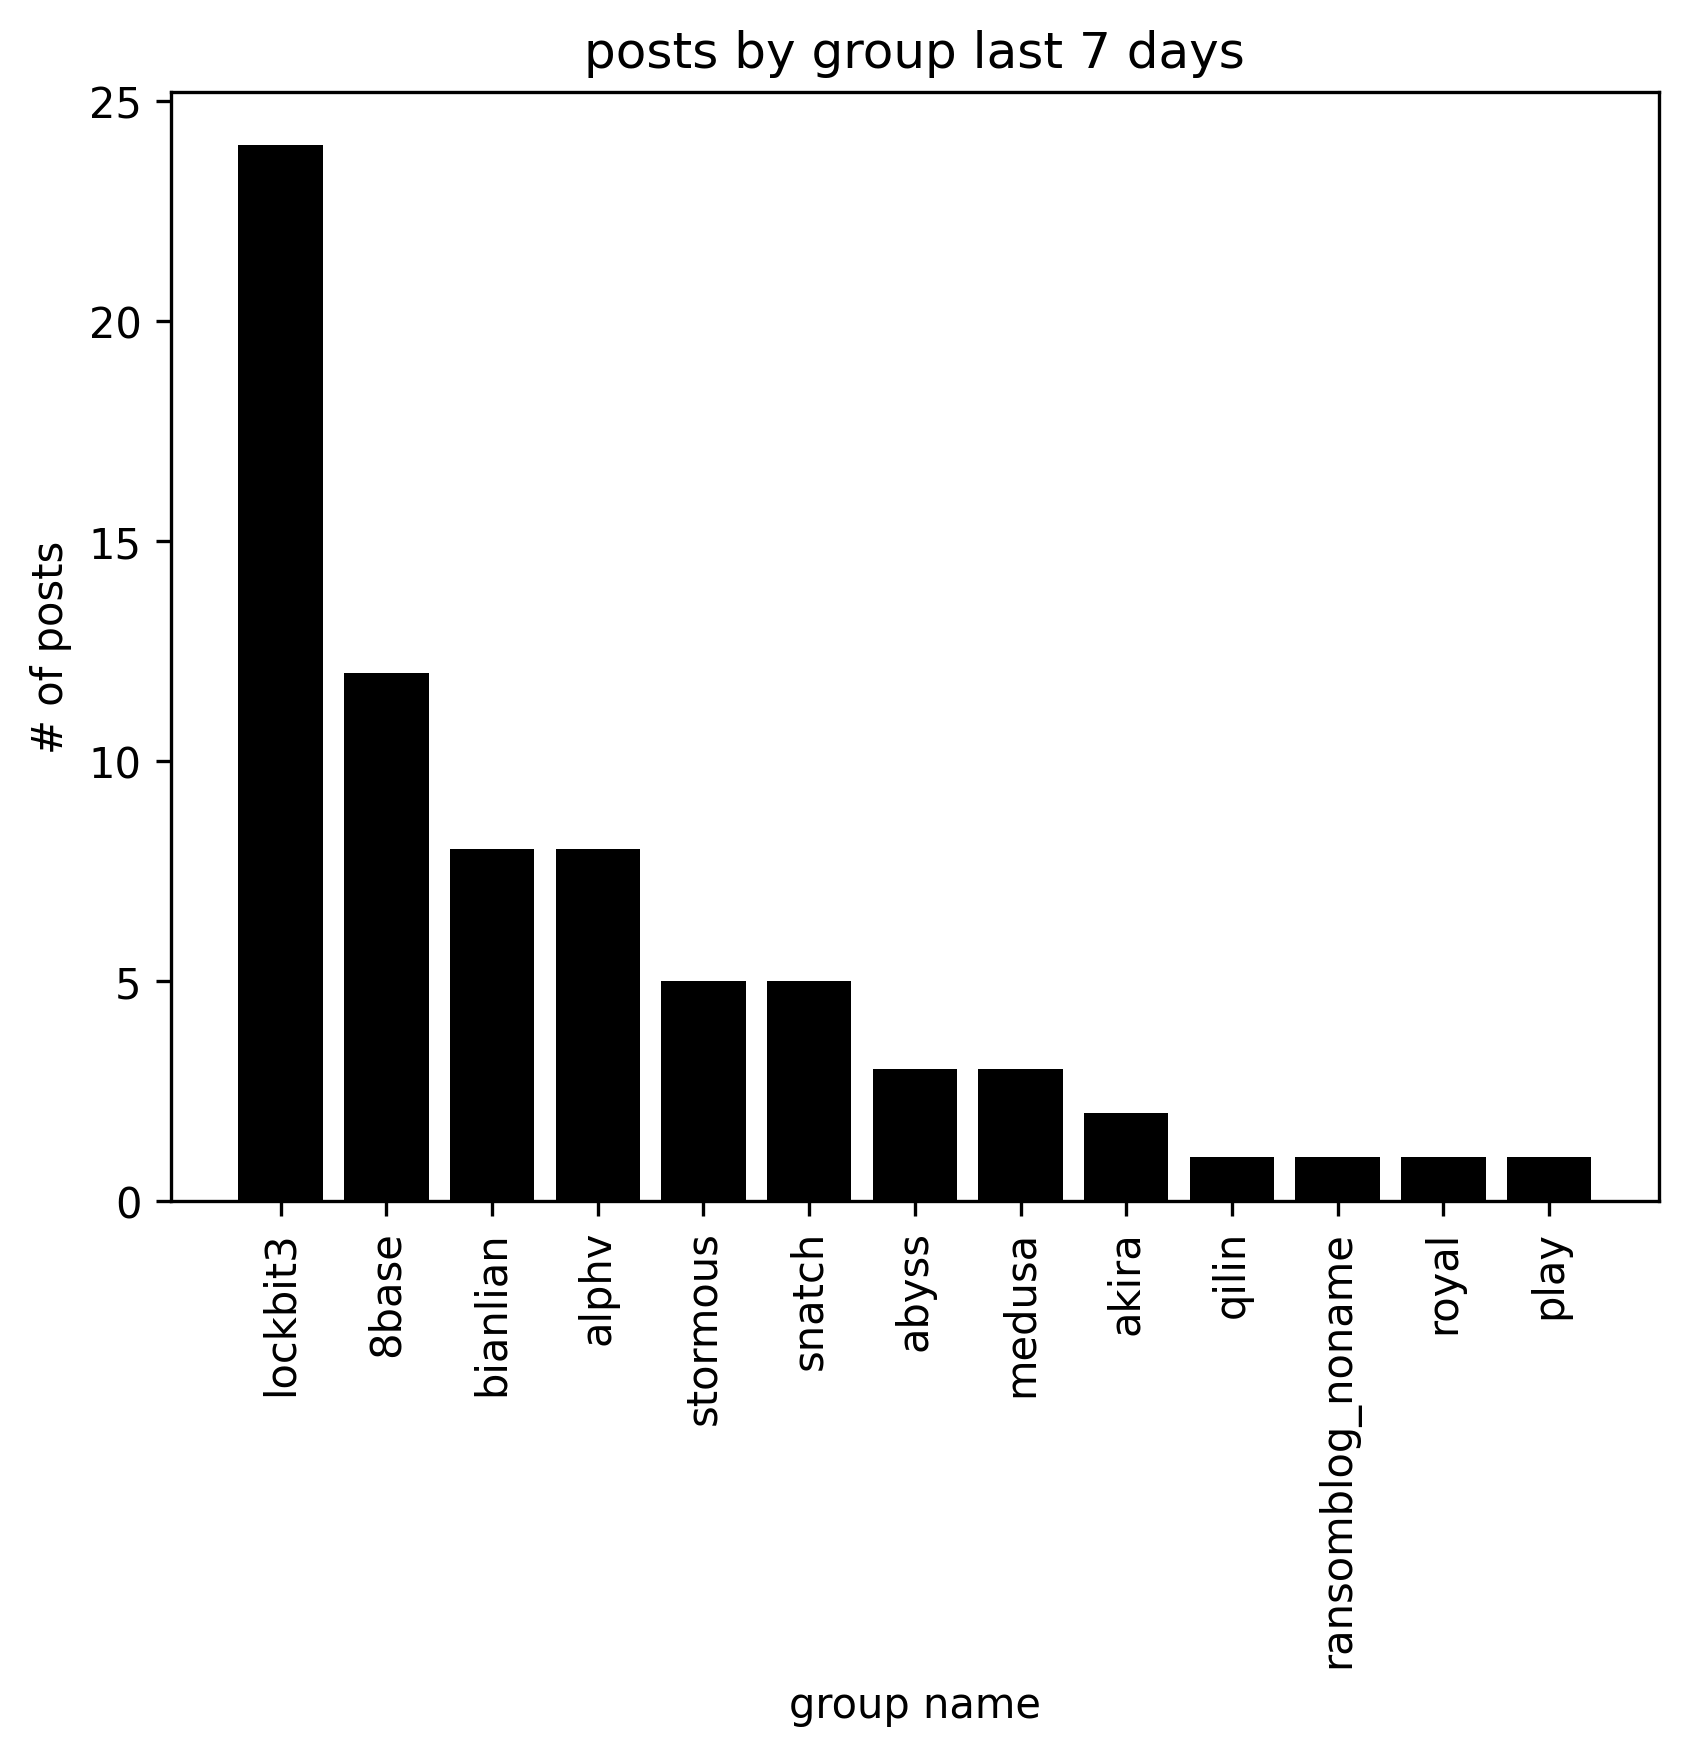 posts by group last 7 days
25
20
15
10
5
0
# of posts
lockbit3
8base
bianlian
alphv
stormous
snatch
abyss
medusa
akira
qilin
ransomblog_noname
royal
play
group name